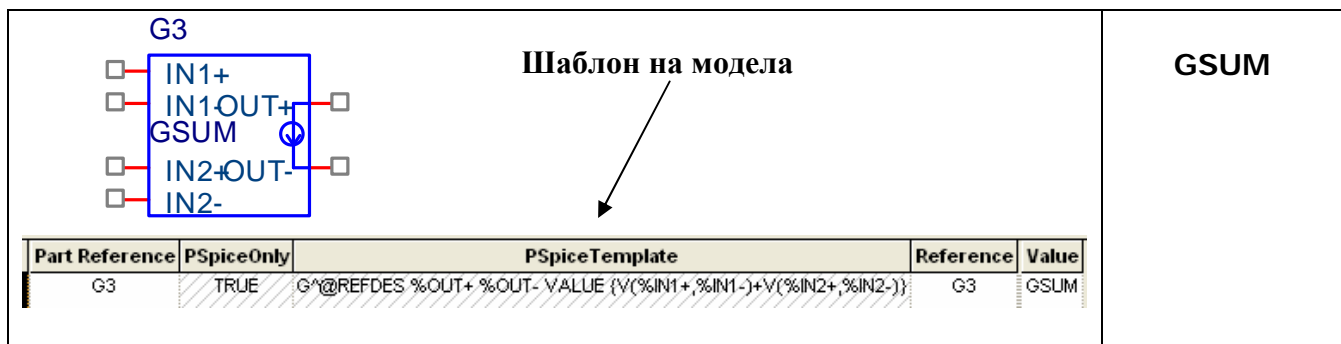 G3
Шаблон на модела
GSUM
IN1+
IN1-
OUT+
GSUM
IN2+
OUT-
IN2-
Part Reference PSpiceOnly PSpiceTemplate Reference Value
G3 TRUE G^@REFDES %OUT+ %OUT- VALUE {V(%IN1+,%IN1-)+V(%IN2+,%IN2-)} G3 GSUM